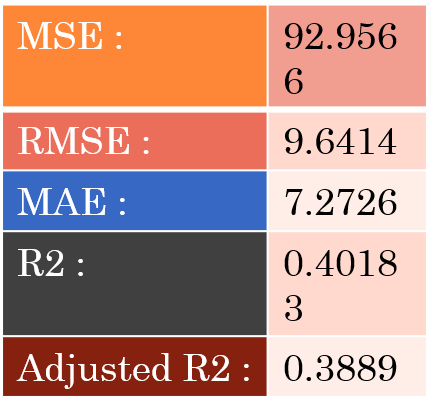 MSE : 92.956
6
RMSE : 9.6414
MAE : 7.2726
R2 : 0.4018
3
Adjusted R2 : 0.3889